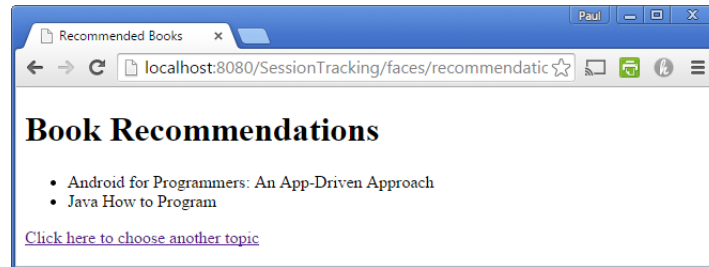 Paul
Recommended Books
localhost:8080/SessionTracking/faces/recommendatic
Book Recommendations
Android for Programmers: An App-Driven Approach
Java How to Program
Click here to choose another topic